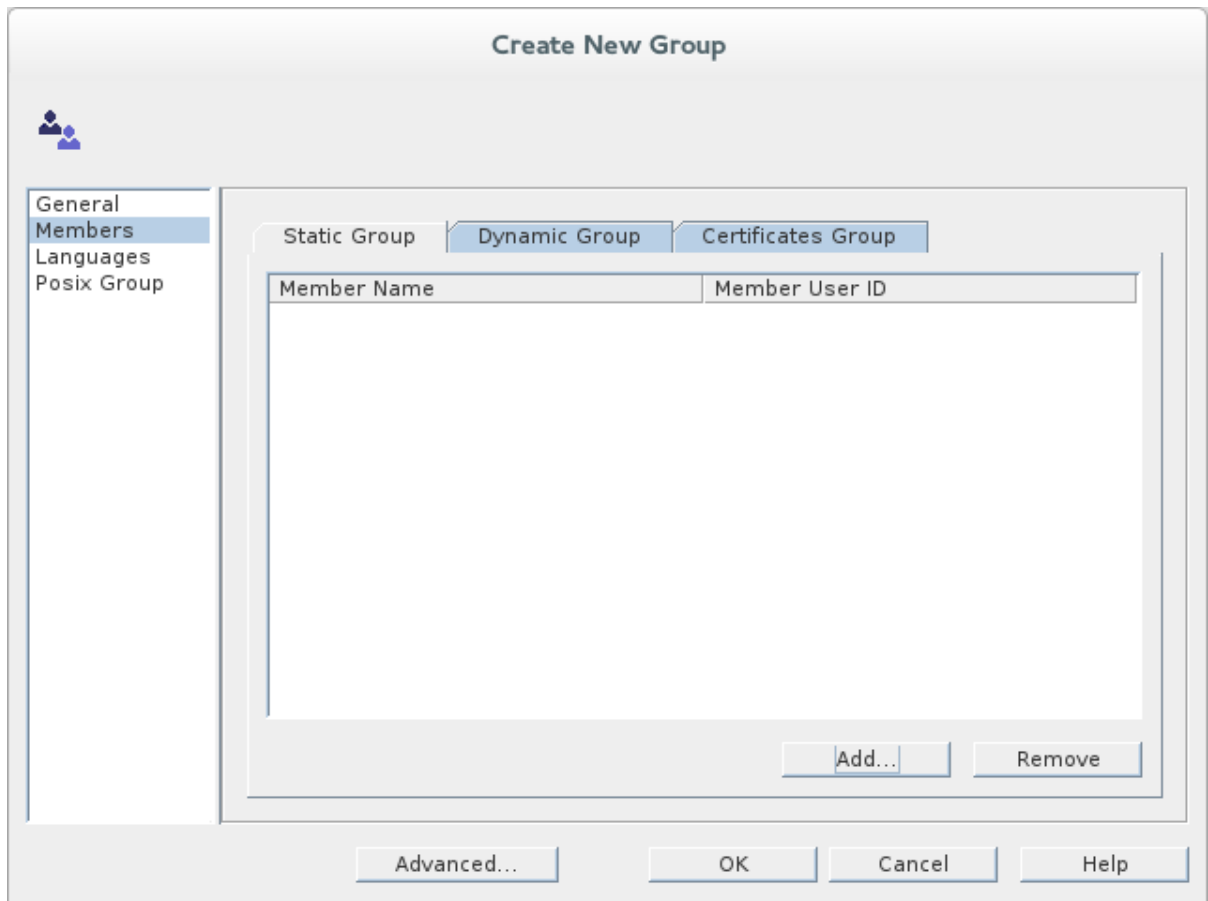 Create New Group
General
Members
Languages
Posix Group
Static Group Dynamic Group Certificates Group
Member Name Member User ID
Add... Remove
Advanced... OK Cancel Help